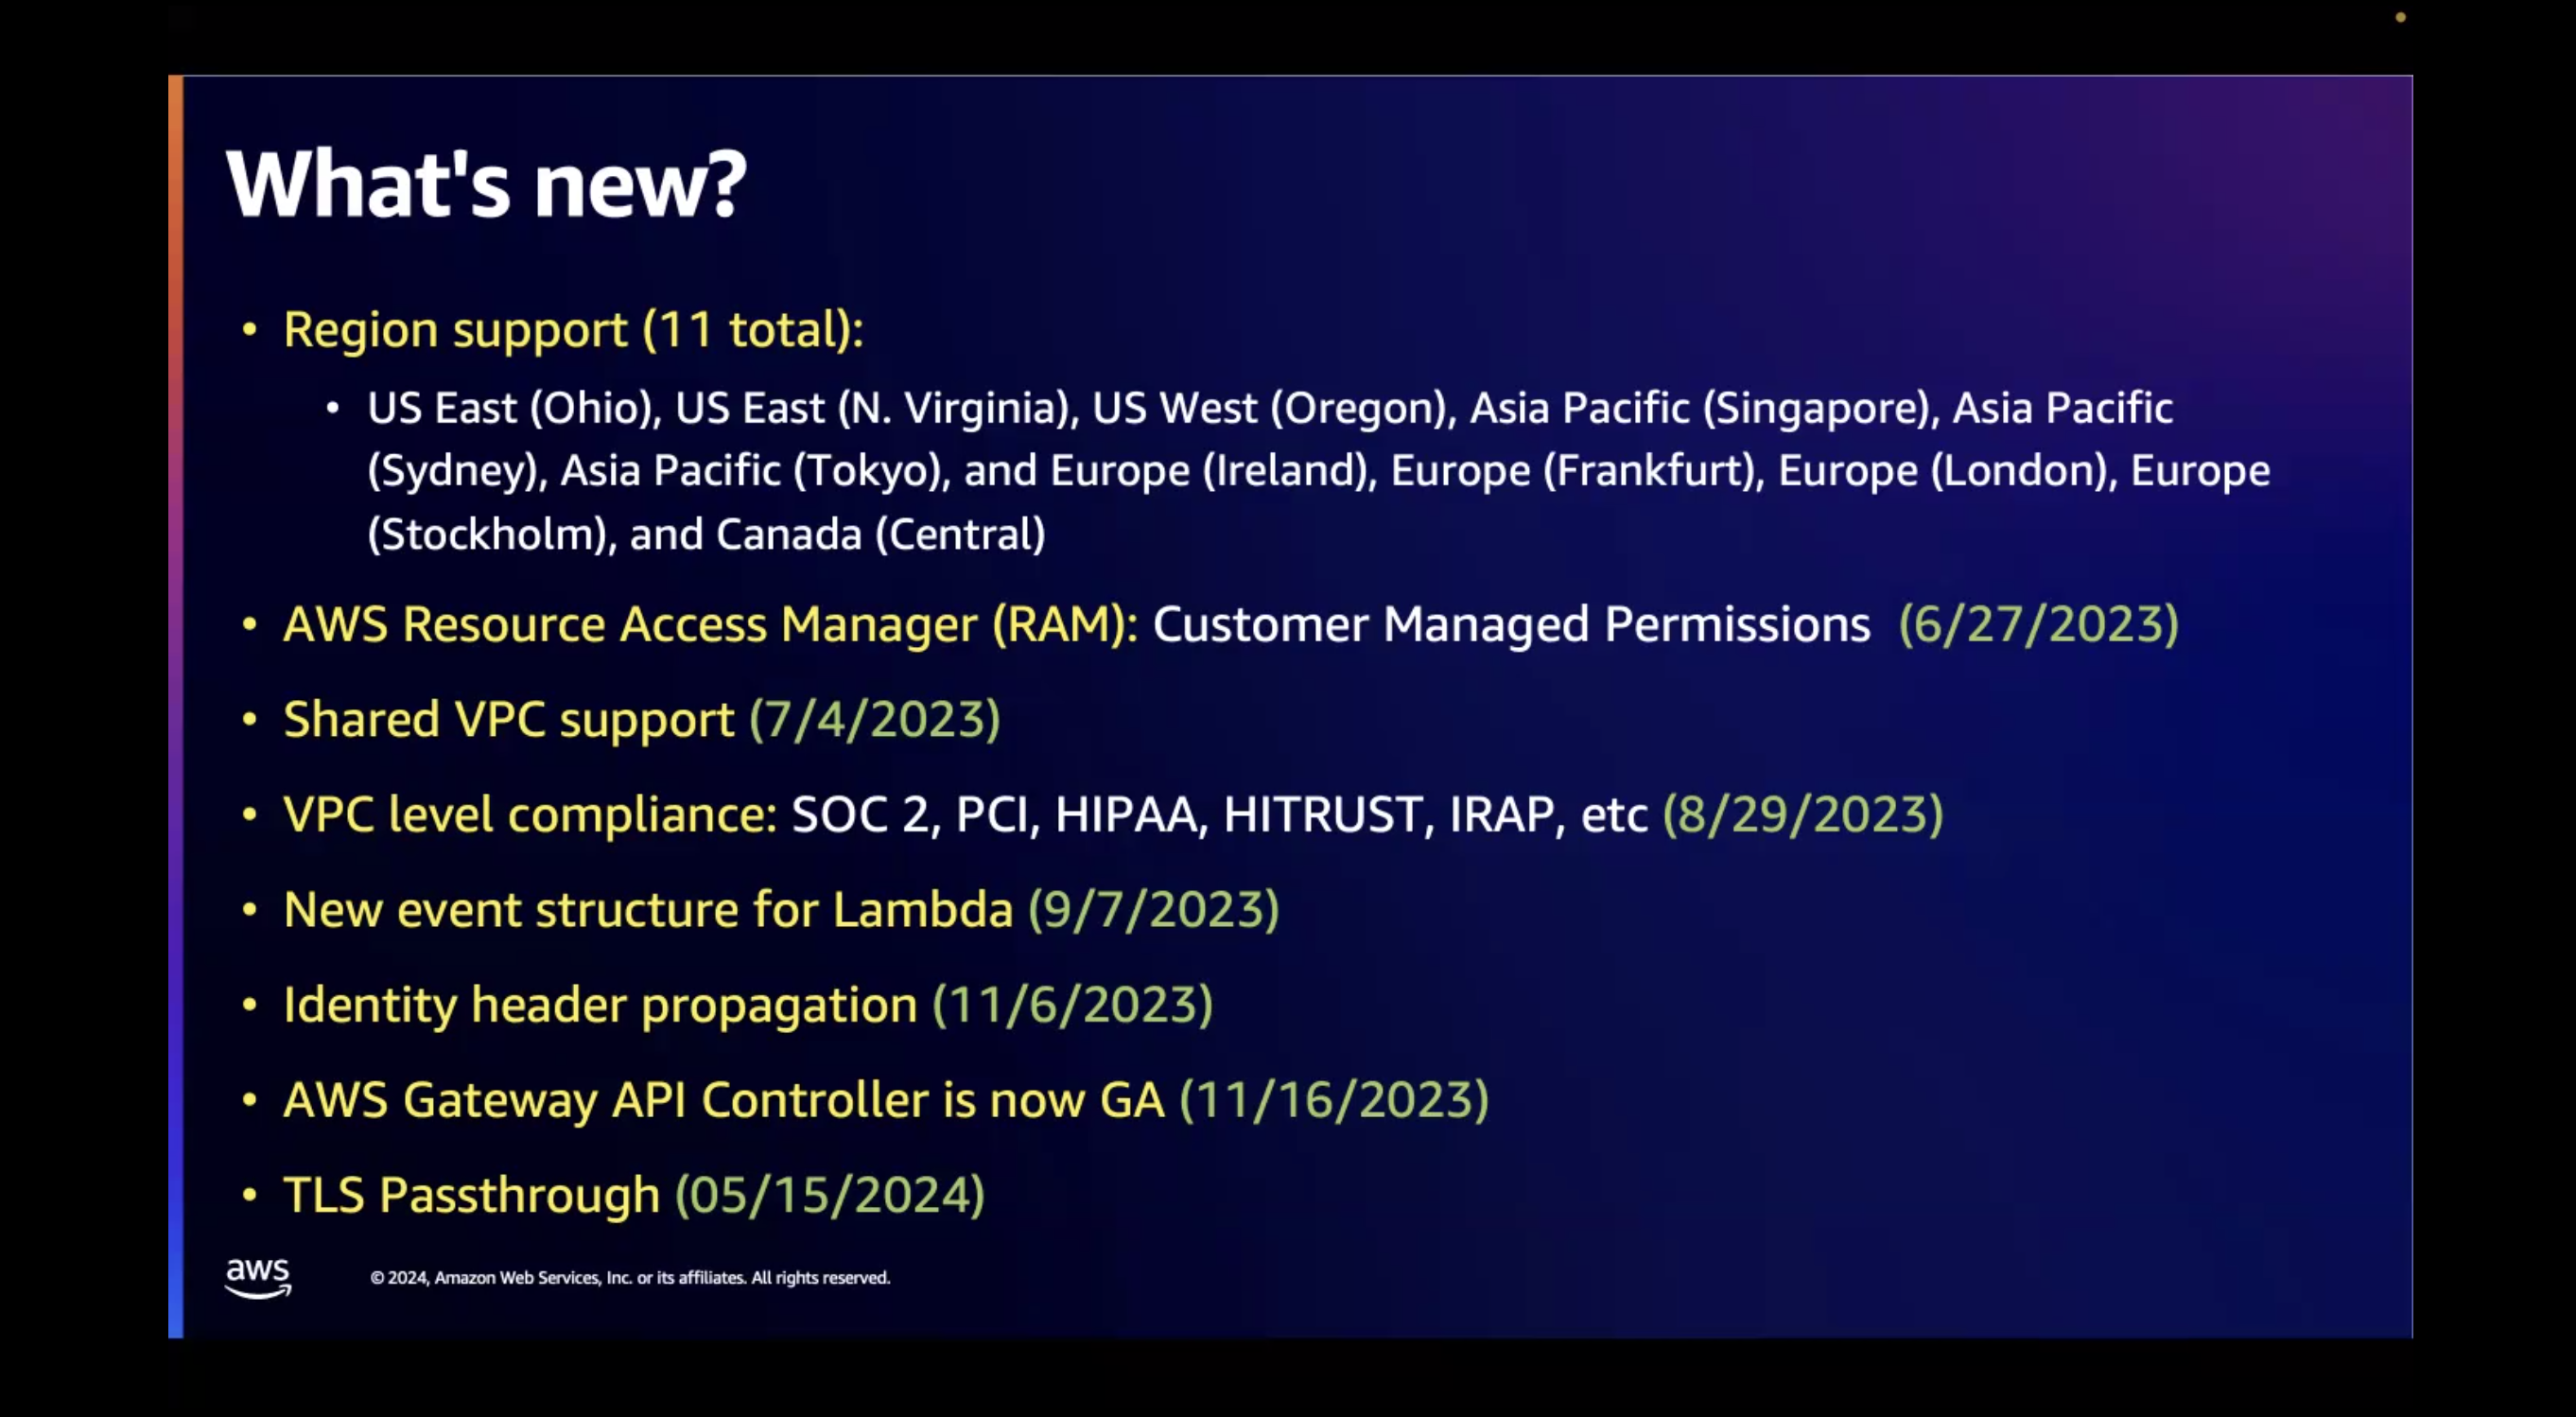 What's new?
• Region support (11 total):
• US East (Ohio), US East (N. Virginia), US West (Oregon), Asia Pacific (Singapore), Asia Pacific
(Sydney), Asia Pacific (Tokyo), and Europe (Ireland), Europe (Frankfurt), Europe (London), Europe
(Stockholm), and Canada (Central)
• AWS Resource Access Manager (RAM): Customer Managed Permissions (6/27/2023)
• Shared VPC support (7/4/2023)
• VPC level compliance: SOC 2, PCI, HIPAA, HITRUST, IRAP, etc (8/29/2023)
• New event structure for Lambda (9/7/2023)
• Identity header propagation (11/6/2023)
• AWS Gateway API Controller is now GA (11/16/2023)
• TLS Passthrough (05/15/2024)
aws
© 2024, Amazon Web Services, Inc. or its affiliates. All rights reserved.